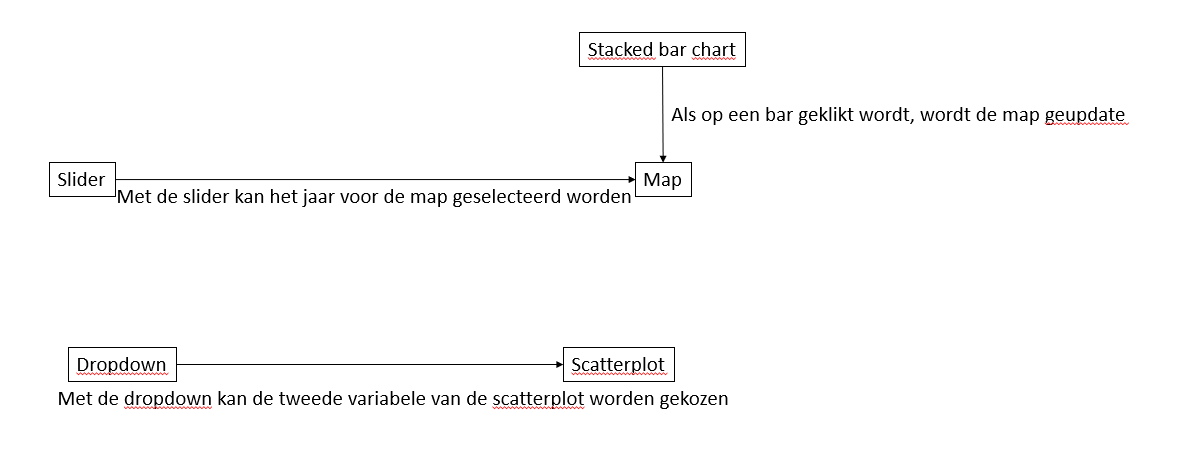 Stacked bar chart
Als op een bar geklikt wordt, wordt de map geupdate
Slider
Map
Met de slider kan het jaar voor de map geselecteerd worden
Dropdown
Scatterplot
Met de dropdown kan de tweede variabele van de scatterplot worden gekozen